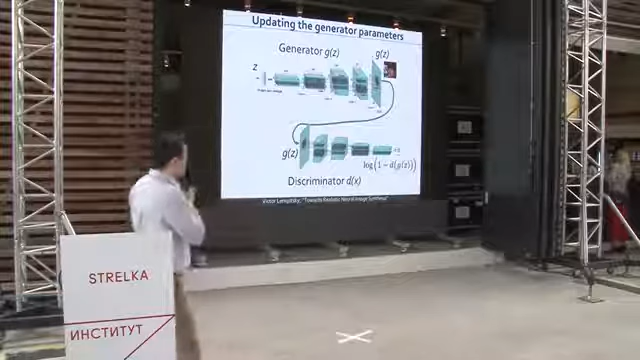 Updating the generator parameters
Generator g(z)
g(z)
z
g(z)
log(1 − d(g(z)))
Discriminator d(x)
Victor Lempitsky, "Towards Realistic Neural Image Synthesis"
STRELKA
ИНСТИТУТ